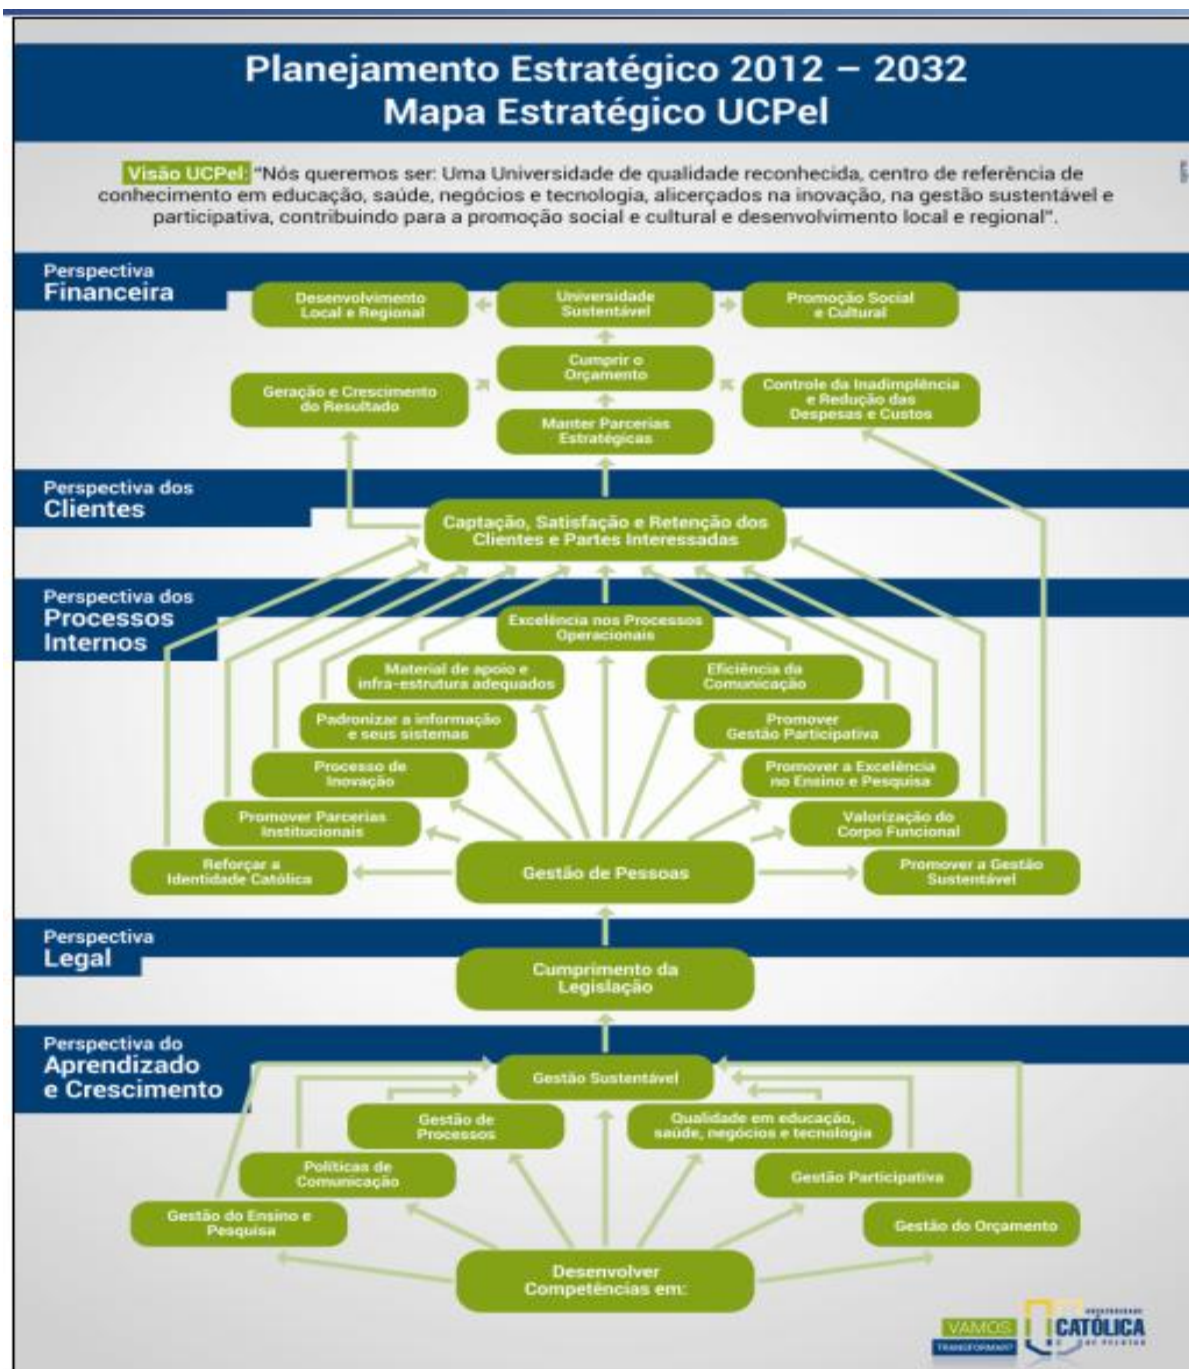 Planejamento Estratégico 2012 – 2032
Mapa Estratégico UCPel
Visão UCPel: "Nós queremos ser: Uma Universidade de qualidade reconhecida, centro de referência de
conhecimento em educação, saúde, negócios e tecnologia, alicerçados na inovação, na gestão sustentável e
participativa, contribuindo para a promoção social e cultural e desenvolvimento local e regional".
Perspectiva
Financeira
Desenvolvimento
Local e Regional
Universidade
Sustentável
Promoção Social
e Cultural
Cumprir o
Orçamento
Geração e Crescimento
do Resultado
Controle da Inadimplência
e Redução das
Despesas e Custos
Manter Parcerias
Estratégicas
Perspectiva dos
Clientes
Captação, Satisfação e Retenção dos
Clientes e Partes Interessadas
Perspectiva dos
Processos
Internos
Excelência nos Processos
Operacionais
Material de apoio e
infra-estrutura adequados
Eficiência da
Comunicação
Padronizar a informação
e seus sistemas
Promover
Gestão Participativa
Processo de
Inovação
Promover a Excelência
no Ensino e Pesquisa
Promover Parcerias
Institucionais
Valorização do
Corpo Funcional
Reforçar a
Identidade Católica
Gestão de Pessoas
Promover a Gestão
Sustentável
Perspectiva
Legal
Cumprimento da
Legislação
Perspectiva do
Aprendizado
e Crescimento
Gestão Sustentável
Gestão de
Processos
Qualidade em educação,
saúde, negócios e tecnologia
Políticas de
Comunicação
Gestão Participativa
Gestão do Ensino e
Pesquisa
Gestão do Orçamento
Desenvolver
Competências em:
VAMOS
TRANSFORMAR?
UNIVERSIDADE
CATÓLICA
DE PELOTAS